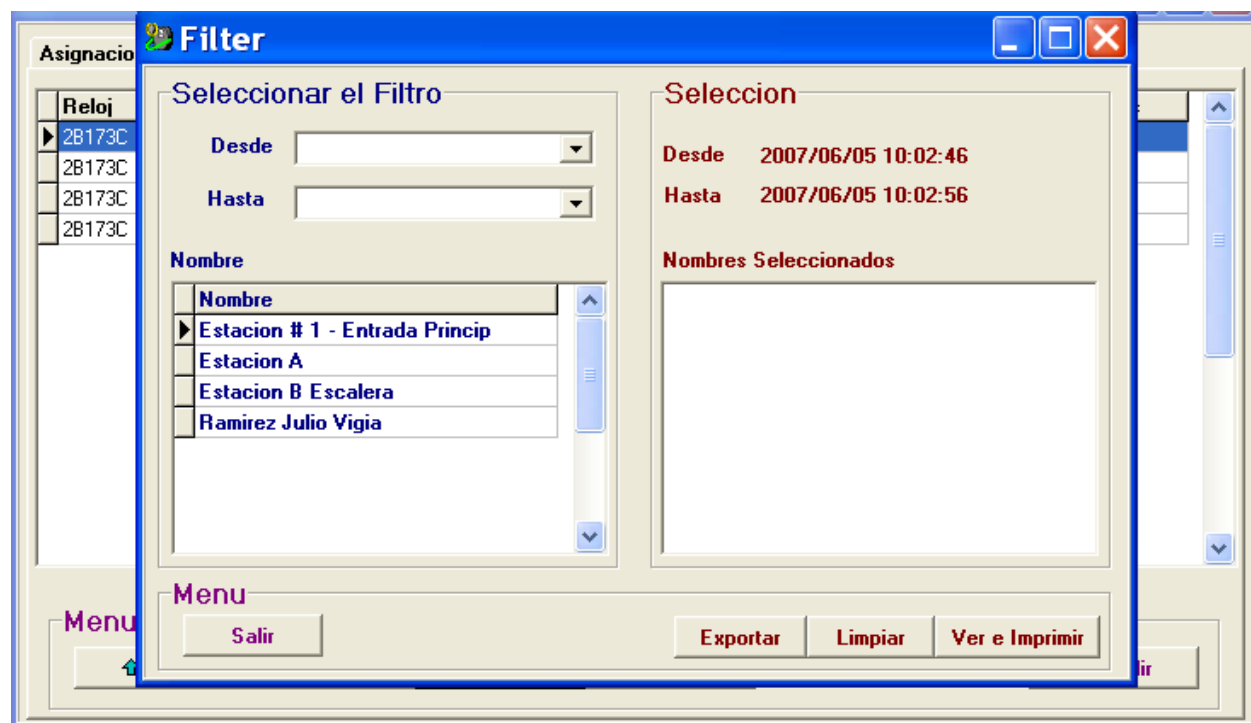 Filter
Asignacio
Reloj
2B173C
2B173C
2B173C
2B173C
Seleccionar el Filtro
Desde
Hasta
Nombre
Nombre
Estacion # 1 - Entrada Princip
Estacion A
Estacion B Escalera
Ramirez Julio Vigia
Seleccion
Desde 2007/06/05 10:02:46
Hasta 2007/06/05 10:02:56
Nombres Seleccionados
Menu
Salir
Exportar
Limpiar
Ver e Imprimir
Menu
lir